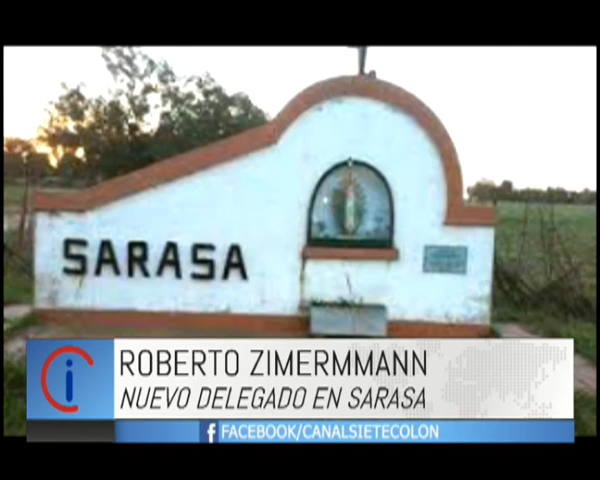 SARASA
ROBERTO ZIMERMMANN
NUEVO DELEGADO EN SARASA
FACEBOOK/CANALSIETECOLON